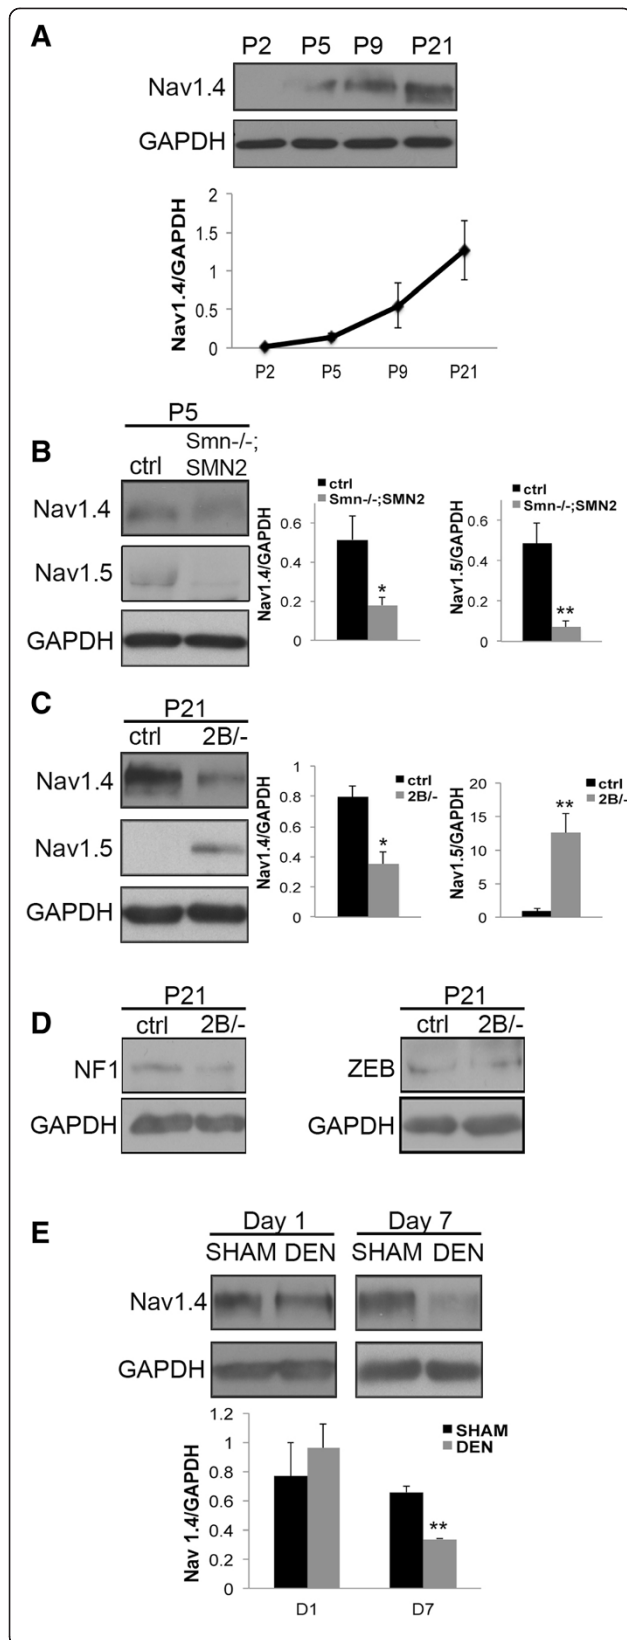 A
P2 P5 P9 P21
Nav1.4
GAPDH
Nav1.4/GAPDH
2
1.5
1
0.5
0
P2 P5 P9 P21
B
P5
ctrl Smn-/-;
SMN2
Nav1.4
Nav1.5
GAPDH
Nav1.4/GAPDH
ctrl
Smn-/-;SMN2
0.6
0.4
0.2
0
*
Nav1.5/GAPDH
ctrl
Smn-/-;SMN2
0.6
0.4
0.2
0
**
C
P21
ctrl 2B/-
Nav1.4
Nav1.5
GAPDH
Nav1.4/GAPDH
1
0.8
0.6
0.4
0.2
0
ctrl
2B/-
*
Nav1.5/GAPDH
20
15
10
5
0
ctrl
2B/-
**
D
P21
ctrl 2B/-
NF1
GAPDH
P21
ctrl 2B/-
ZEB
GAPDH
E
Day 1 Day 7
SHAM DEN SHAM DEN
Nav1.4
GAPDH
Nav 1.4/GAPDH
1.2
1
0.8
0.6
0.4
0.2
0
SHAM
DEN
**
D1 D7